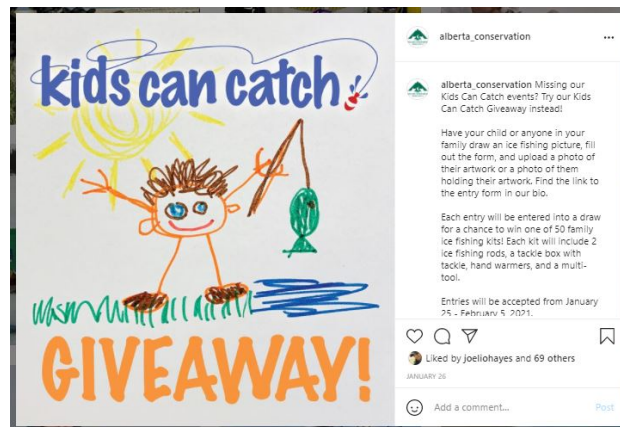 kids can catch
GIVEAWAY!
alberta_conservation
alberta_conservation Missing our
Kids Can Catch events? Try our Kids
Can Catch Giveaway instead!
Have your child or anyone in your
family draw an ice fishing picture, fill
out the form, and upload a photo of
their artwork or a photo of them
holding their artwork. Find the link to
the entry form in our bio.
Each entry will be entered into a draw
for a chance to win one of 50 family
ice fishing kits! Each kit will include 2
ice fishing rods, a tackle box with
tackle, hand warmers, and a multi-
tool.
Entries will be accepted from January
25 - February 5, 2021.
Liked by joeliohayes and 69 others
JANUARY 26
Add a comment...
Post